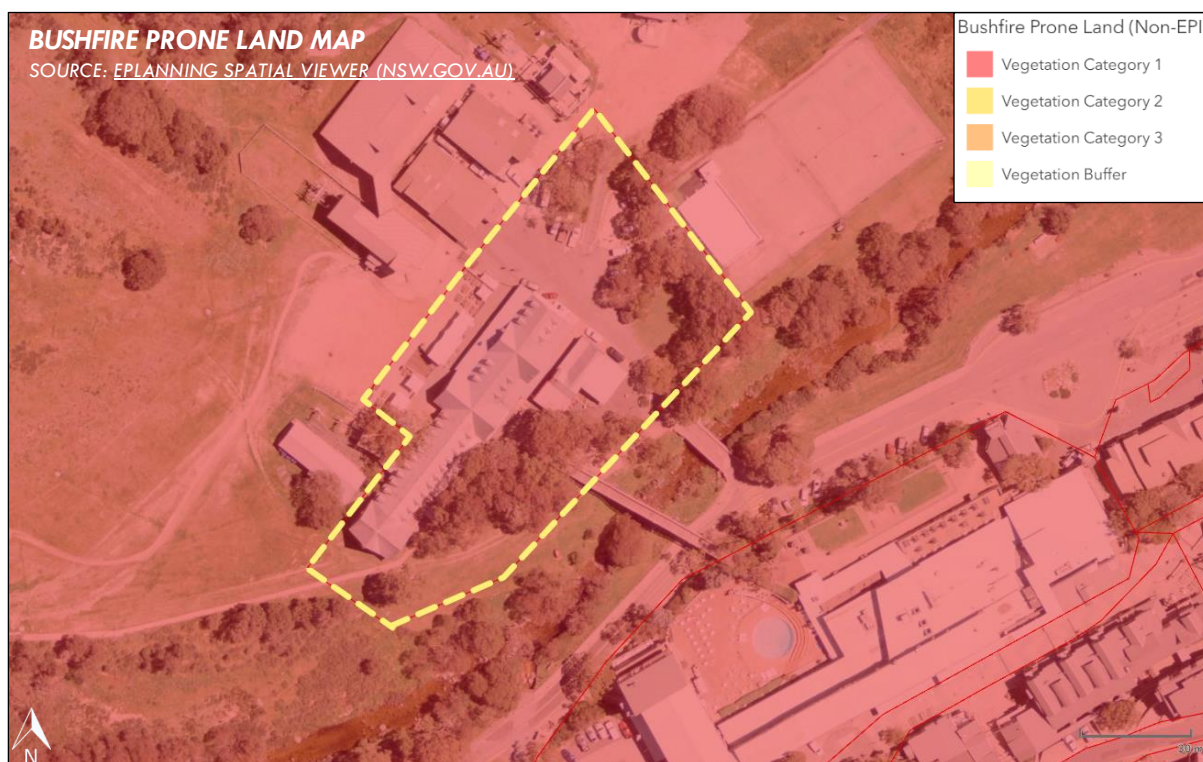 BUSHFIRE PRONE LAND MAP
SOURCE: EPLANNING SPATIAL VIEWER (NSW.GOV.AU)
Bushfire Prone Land (Non-EPI
Vegetation Category 1
Vegetation Category 2
Vegetation Category 3
Vegetation Buffer
N